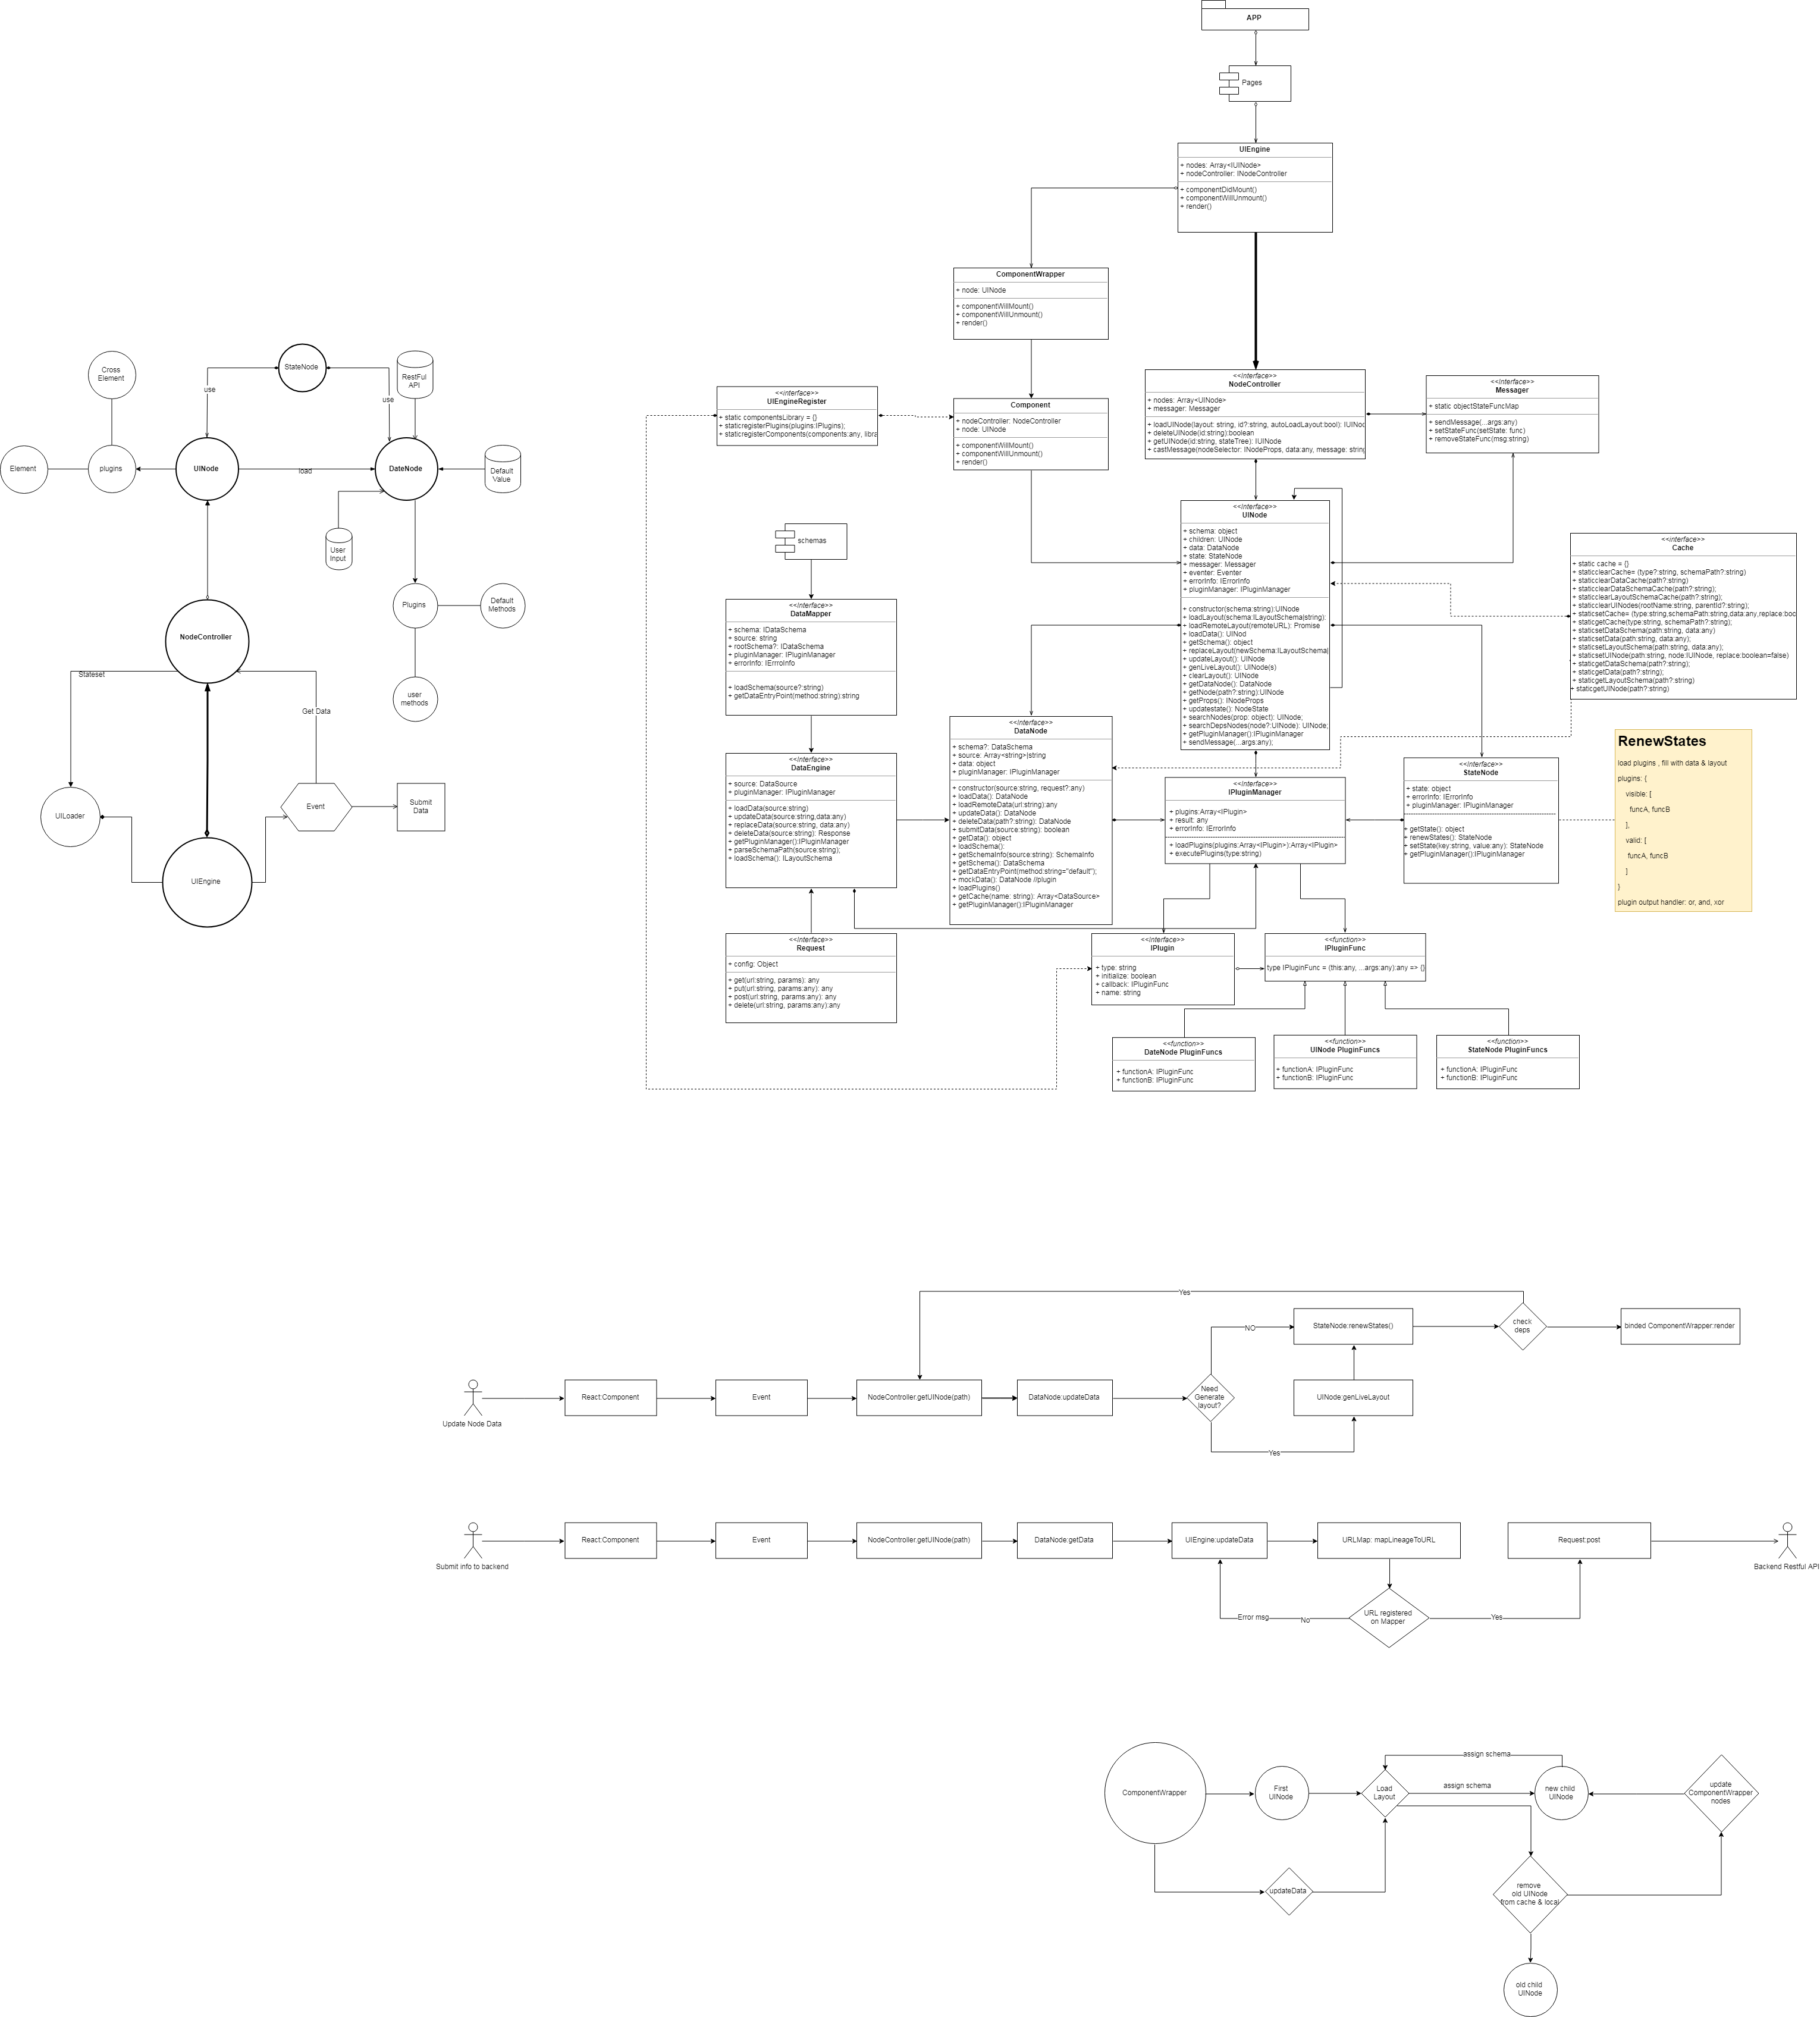 APP
Pages
UIEngine
+ nodes: Array<IUINode>
+ nodeController: INodeController
+ componentDidMount()
+ componentWillUnmount()
+ render()
ComponentWrapper
+ node: UINode
+ componentWillMount()
+ componentWillUnmount()
+ render()
<<interface>>
UIEngineRegister
+ static componentsLibrary = {}
+ staticregisterPlugins(plugins:IPlugins);
+ staticregisterComponents(components:any, libra
Component
+ nodeController: NodeController
+ node: UINode
+ componentWillMount()
+ componentWillUnmount()
+ render()
<<interface>>
NodeController
+ nodes: Array<UINode>
+ messager: Messager
+ loadUINode(layout: string, id?:string, autoLoadLayout:bool): IUINod
+ deleteUINode(id:string):boolean
+ getUINode(id:string, stateTree): IUINode
+ castMessage(nodeSelector: INodeProps, data:any, message: string
<<interface>>
Messager
+ static objectStateFuncMap
+ sendMessage(...args:any)
+ setStateFunc(setState: func)
+ removeStateFunc(msg:string)
StateNode
use
use
Cross
Element
RestFul
API
Element
plugins
UINode
load
DateNode
Default
Value
User
Input
Plugins
Default
Methods
user
methods
NodeController
Stateset
Get Data
UILoader
Event
Submit
Data
UIEngine
schemas
<<interface>>
DataMapper
+ schema: IDataSchema
+ source: string
+ rootSchema?: IDataSchema
+ pluginManager: IPluginManager
+ errorInfo: IErrroInfo
+ loadSchema(source?:string)
+ getDataEntryPoint(method:string):string
<<interface>>
DataEngine
+ source: DataSource
+ pluginManager: IPluginManager
+ loadData(source:string)
+ updateData(source:string,data:any)
+ replaceData(source:string, data:any)
+ deleteData(source:string): Response
+ getPluginManager():IPluginManager
+ parseSchemaPath(source:string);
+ loadSchema(): ILayoutSchema
<<interface>>
Request
+ config: Object
+ get(url:string, params): any
+ put(url:string, params:any): any
+ post(url:string, params:any): any
+ delete(url:string, params:any):any
<<interface>>
DataNode
+ schema?: DataSchema
+ source: Array<string>|string
+ data: object
+ pluginManager: IPluginManager
+ constructor(source:string, request?:any)
+ loadData(): DataNode
+ loadRemoteData(url:string):any
+ updateData(): DataNode
+ deleteData(path?:string): DataNode
+ submitData(source:string): boolean
+ getData(): object
+ loadSchema():
+ getSchemaInfo(source:string): SchemaInfo
+ getSchema(): DataSchema
+ getDataEntryPoint(method:string="default");
+ mockData(): DataNode //plugin
+ loadPlugins()
+ getCache(name: string): Array<DataSource>
+ getPluginManager():IPluginManager
<<interface>>
UINode
+ schema: object
+ children: UINode
+ data: DataNode
+ state: StateNode
+ messager: Messager
+ eventer: Eventer
+ errorInfo: IErrorInfo
+ pluginManager: IPluginManager
+ constructor(schema:string):UINode
+ loadLayout(schema:ILayoutSchema|string):
+ loadRemoteLayout(remoteURL): Promise
+ loadData(): UINod
+ getSchema(): object
+ replaceLayout(newSchema:ILayoutSchema|
+ updateLayout(): UINode
+ genLiveLayout(): UINode(s)
+ clearLayout(): UINode
+ getDataNode(): DataNode
+ getNode(path?:string):UINode
+ getProps(): INodeProps
+ updatestate(): NodeState
+ searchNodes(prop: object): UINode;
+ searchDepsNodes(node?:UINode): UINode;
+ getPluginManager():IPluginManager
+ sendMessage(...args:any);
<<interface>>
Cache
+ static cache = {}
+ staticclearCache= (type?:string, schemaPath?:string)
+ staticclearDataCache(path?:string)
+ staticclearDataSchemaCache(path?:string);
+ staticclearLayoutSchemaCache(path?:string);
+ staticclearUINodes(rootName:string, parentId?:string);
+ staticsetCache= (type:string,schemaPath:string,data:any,replace:boo
+ staticgetCache(type:string, schemaPath?:string);
+ staticsetDataSchema(path:string, data:any)
+ staticsetData(path:string, data:any);
+ staticsetLayoutSchema(path:string, data:any);
+ staticsetUINode(path:string, node:IUINode, replace:boolean=false)
+ staticgetDataSchema(path?:string);
+ staticgetData(path?:string);
+ staticgetLayoutSchema(path?:string)
+ staticgetUINode(path?:string)
<<interface>>
IPluginManager
+ plugins:Array<IPlugin>
+ result: any
+ errorInfo: IErrorInfo
+ loadPlugins(plugins:Array<IPlugin>):Array<IPlugin>
+ executePlugins(type:string)
<<interface>>
StateNode
+ state: object
+ errorInfo: IErrorInfo
+ pluginManager: IPluginManager
+ getState(): object
+ renewStates(): StateNode
+ setState(key:string, value:any): StateNode
+ getPluginManager():IPluginManager
RenewStates
load plugins , fill with data & layout
plugins: {
visible: [
funcA, funcB
],
valid: [
funcA, funcB
]
}
plugin output handler: or, and, xor
<<interface>>
IPlugin
+ type: string
+ initialize: boolean
+ callback: IPluginFunc
+ name: string
<<function>>
IPluginFunc
type IPluginFunc = (this:any, ...args:any):any => {}
<<function>>
DateNode PluginFuncs
+ functionA: IPluginFunc
+ functionB: IPluginFunc
<<function>>
UINode PluginFuncs
+ functionA: IPluginFunc
+ functionB: IPluginFunc
<<function>>
StateNode PluginFuncs
+ functionA: IPluginFunc
+ functionB: IPluginFunc
Yes
Update Node Data
React:Component
Event
NodeController.getUINode(path)
DataNode:updateData
Need
Generate
layout?
NO
Yes
StateNode:renewStates()
UINode:genLiveLayout
check
deps
binded ComponentWrapper:render
Submit info to backend
React:Component
Event
NodeController.getUINode(path)
DataNode:getData
UIEngine:updateData
URLMap: mapLineageToURL
Request:post
Backend Restful API
URL registered
on Mapper
Error msg
No
Yes
ComponentWrapper
First
UINode
Load
Layout
assign schema
assign schema
new child
UINode
update
ComponentWrapper
nodes
updateData
remove
old UINode
from cache & local
old child
UINode